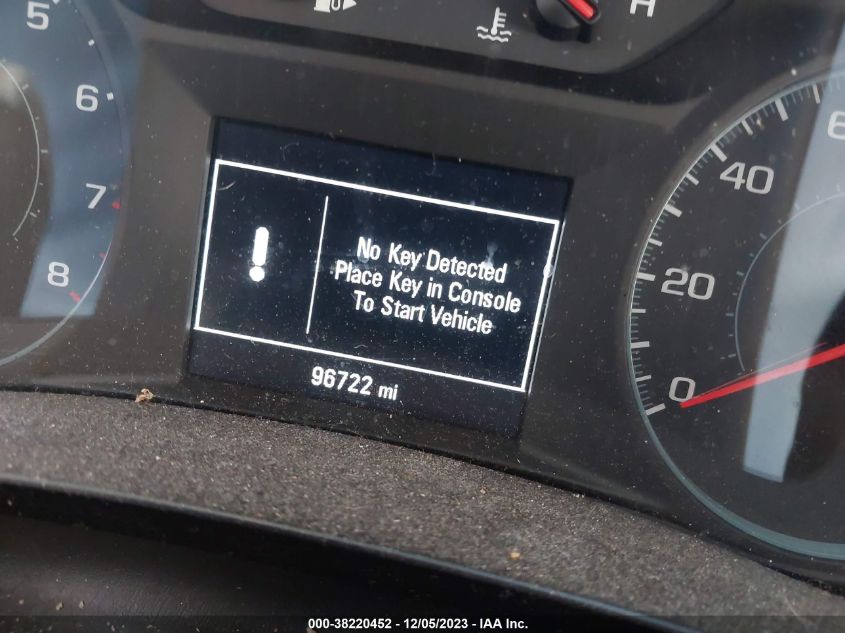 5
6
7
8
H
No Key Detected
Place Key in Console
To Start Vehicle
!
96722 mi
40
20
0
000-38220452 - 12/05/2023 - IAA Inc.